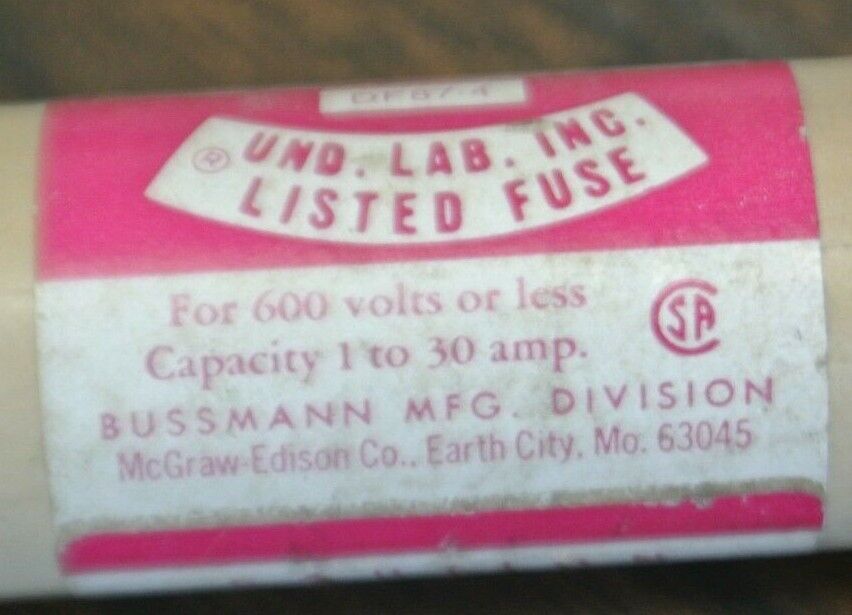 ® UND. LAB. INC.
LISTED FUSE
For 600 volts or less
Capacity 1 to 30 amp.
SA
BUSSMANN MFG. DIVISION
McGraw-Edison Co., Earth City, Mo. 63045